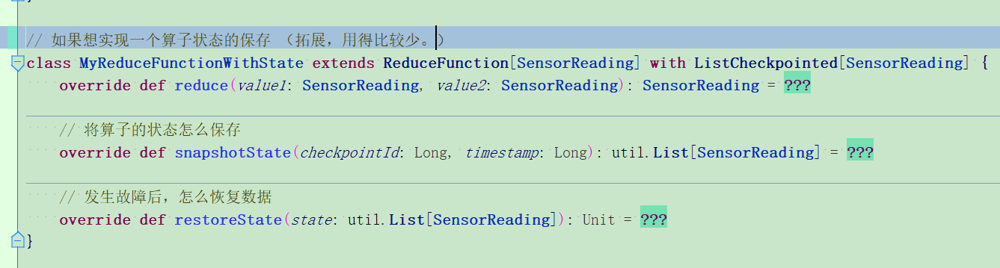 }
// 如果想实现一个算子状态的保存 (拓展，用得比较少。)
class MyReduceFunctionWithState extends ReduceFunction[SensorReading] with ListCheckpointed[SensorReading] {
override def reduce(value1: SensorReading, value2: SensorReading): SensorReading = ???
// 将算子的状态怎么保存
override def snapshotState(checkpointId: Long, timestamp: Long): util.List[SensorReading] = ???
// 发生故障后，怎么恢复数据
override def restoreState(state: util.List[SensorReading]): Unit = ???
}